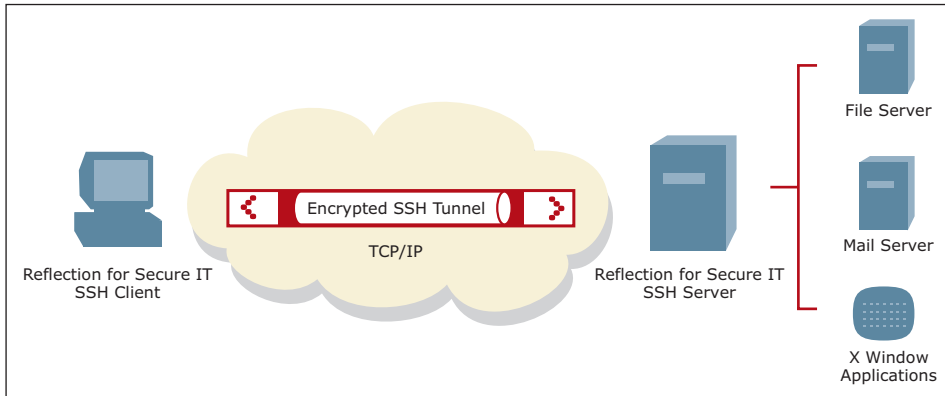 Reflection for Secure IT
SSH Client
Encrypted SSH Tunnel
TCP/IP
Reflection for Secure IT
SSH Server
File Server
Mail Server
X Window
Applications